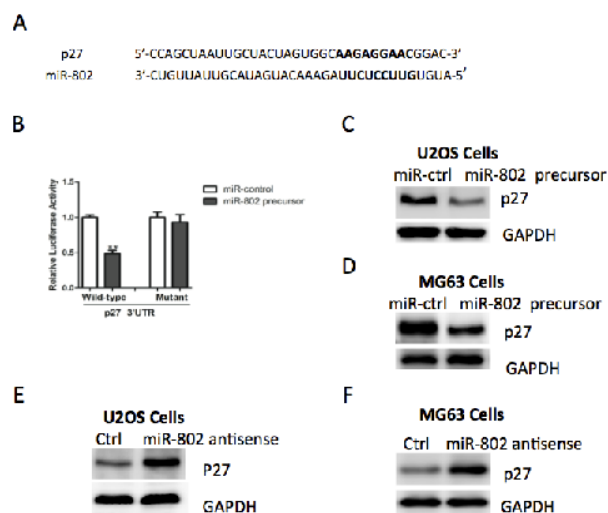 A
p27 5'-CCAGCUAAUUGCUACUAGUGGCAAGAGGAACGGAC-3'
miR-802 3'-CUGUUAUUGCAUAGUACAAAGAUUCUCCUUGUGUA-5'
B
Relative Luciferase Activity
1.5
1.0
0.5
0.0
miR-control
miR-802 precursor
**
Wild-type Mutant
p27 3'UTR
C
U2OS Cells
miR-ctrl miR-802 precursor
p27
GAPDH
D
MG63 Cells
miR-ctrl miR-802 precursor
p27
GAPDH
E
U2OS Cells
Ctrl miR-802 antisense
P27
GAPDH
F
MG63 Cells
Ctrl miR-802 antisense
p27
GAPDH